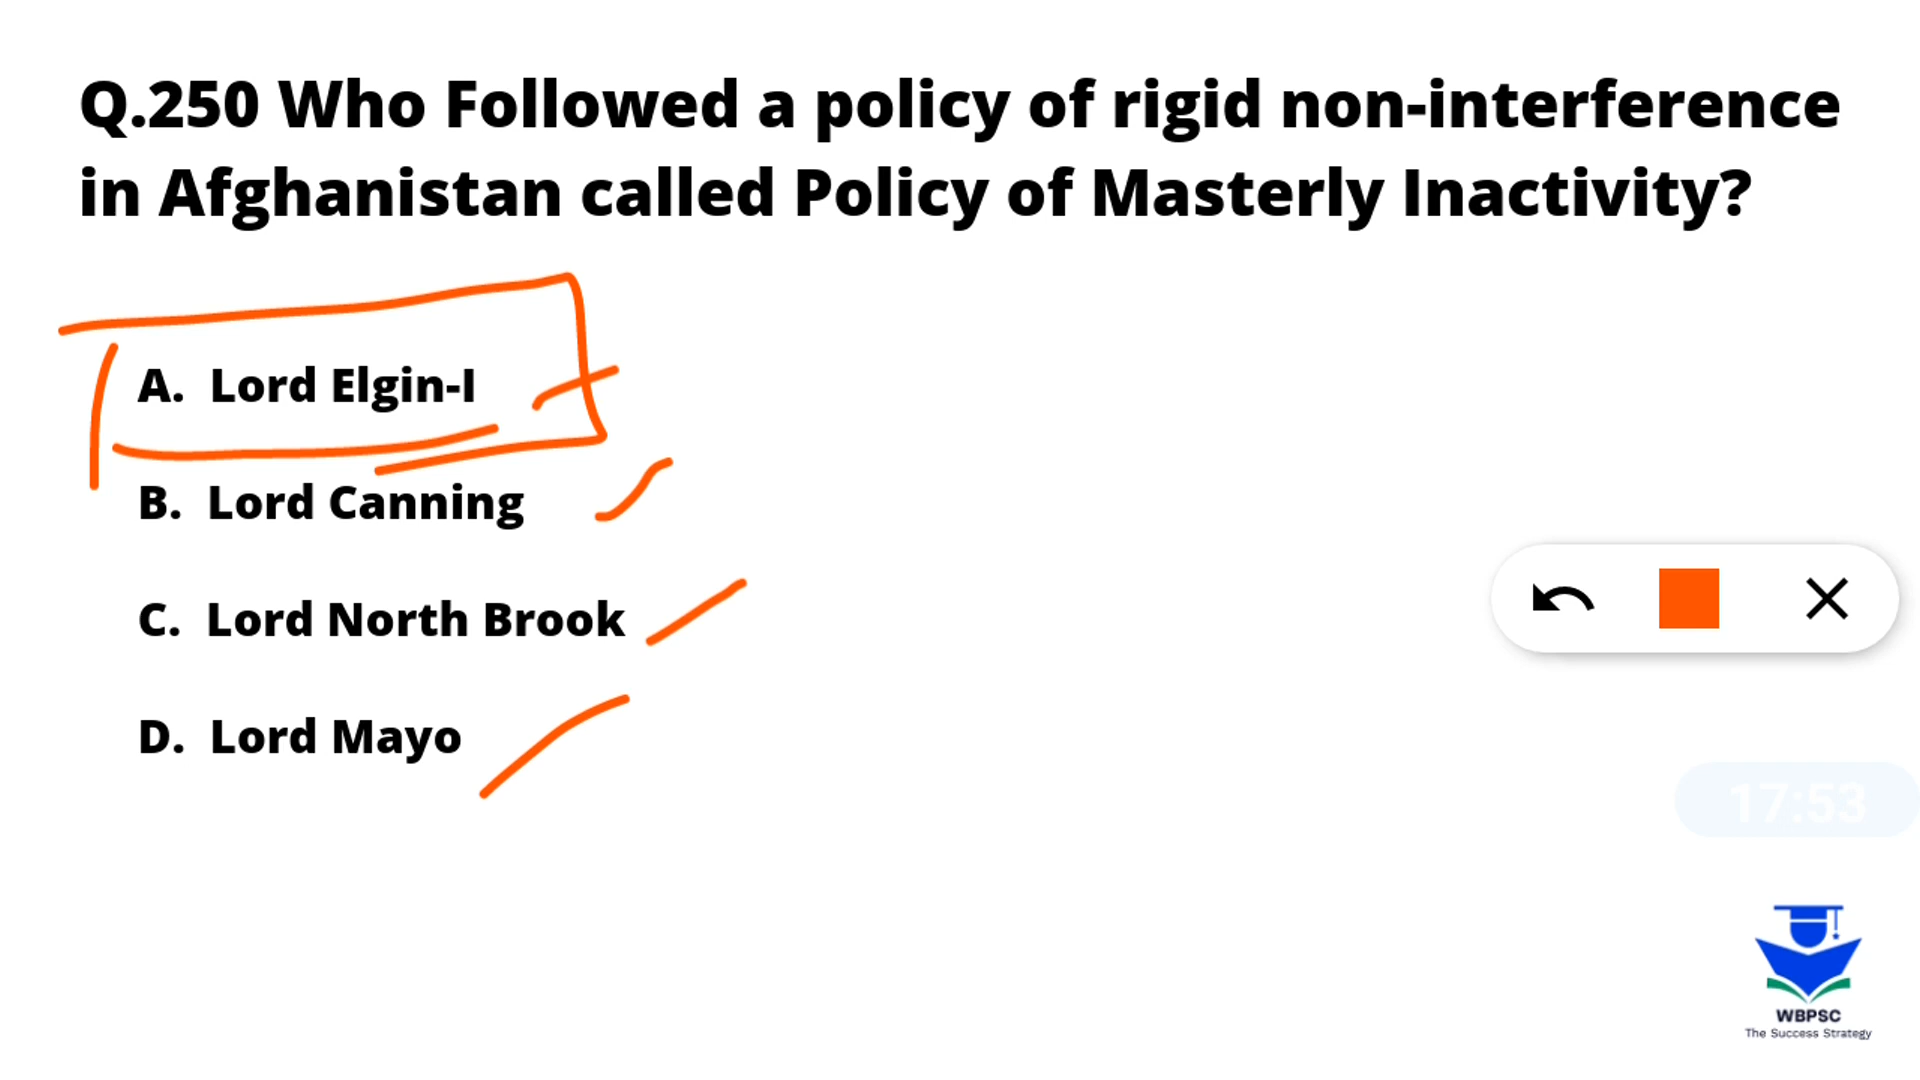 Q.250 Who Followed a policy of rigid non-interference
in Afghanistan called Policy of Masterly Inactivity?
A. Lord Elgin-I
B. Lord Canning
C. Lord North Brook
D. Lord Mayo
17:53
WBPSC
The Success Strategy